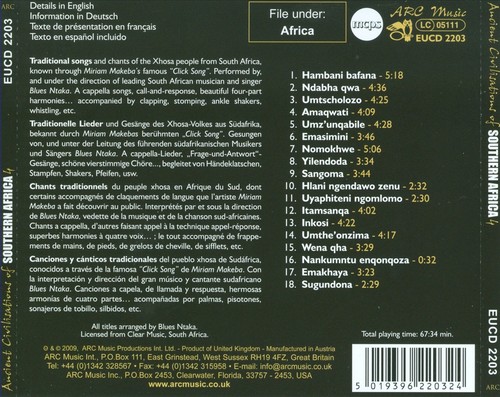 ARC
EUCD 2203
Ancient Civilizations of SOUTHERN AFRICA 4
Details in English
Information in Deutsch
Texte de présentation en français
Texto en español incluido
File under:
Africa
mcps
ARC Music
LC 05111
EUCD 2203
Traditional songs and chants of the Xhosa people from South Africa,
known through Miriam Makeba's famous "Click Song". Performed by,
and under the direction of leading South African musician and singer
Blues Ntaka. A cappella songs, call-and-response, beautiful four-part
harmonies... accompanied by clapping, stomping, ankle shakers,
whistling, etc.
Traditionelle Lieder und Gesänge des Xhosa-Volkes aus Südafrika,
bekannt durch Miriam Makebas berühmten „Click Song". Gesungen
von, und unter der Leitung des führenden südafrikanischen Musikers
und Sängers Blues Ntaka. A cappella-Lieder, „Frage-und-Antwort"-
Gesänge, schöne vierstimmige Chöre..., begleitet von Händeklatschen,
Stampfen, Shakers, Pfeifen, usw.
Chants traditionnels du peuple xhosa en Afrique du Sud, dont
certains accompagnés de claquements de langue que l'artiste Miriam
Makeba a fait découvrir au public. Interprétés par et sous la direction de
Blues Ntaka, vedette de la musique et de la chanson sud-africaines.
Chants a cappella, d'autres faisant appel à la technique appel-réponse,
superbes harmonies à quatre voix... ; le tout accompagné de frappe-
ments de mains, de pieds, de grelots de cheville, de sifflets, etc.
Canciones y cánticos tradicionales del pueblo xhosa de Sudáfrica,
conocidos a través de la famosa "Click Song" de Miriam Makeba. Con
la interpretación y dirección del gran músico y cantante sudafricano
Blues Ntaka. Canciones a capela, de llamada y respuesta, hermosas
armonías de cuatro partes... acompañadas por palmas, pisotones,
sonajeros de tobillo, silbidos, etc.
All titles arranged by Blues Ntaka.
Licensed from Clear Music, South Africa.
1. Hambani bafana - 5:18
2. Ndabha qwa - 4:36
3. Umtscholozo - 4:25
4. Amaqwati - 4:09
5. Umz'unqabile - 4:28
6. Emasimini - 4:37
7. Nomokhwe - 5:06
8. Yilendoda - 3:34
9. Sangoma - 3:44
10. Hlani ngendawo zenu - 2:32
11. Uyaphiteni ngomlomo - 2:30
12. Itamsanqa - 4:04
13. Inkosi - 4:22
14. Umthe'onzima - 4:17
15. Wena qha - 3:29
16. Nankumntu enqonqoza - 0:32
17. Emakhaya - 3:23
18. Sugundona - 2:29
Total playing time: 67:34 min.
℗ & © 2009, ARC Music Productions Int. Ltd. - Product of United Kingdom - Manufactured in Austria
ARC Music Int., P.O.Box 111, East Grinstead, West Sussex RH19 4FZ, Great Britain
Tel: +44 (0)1342 328567 - Fax: +44 (0)1342 315958 - E-mail: info@arcmusic.co.uk
ARC Music Inc., P.O.Box 2453, Clearwater, Florida, 33757 - 2453, USA
www.arcmusic.co.uk
5 019396 220324
Ancient Civilizations of SOUTHERN AFRICA 4
EUCD 2203
ARC